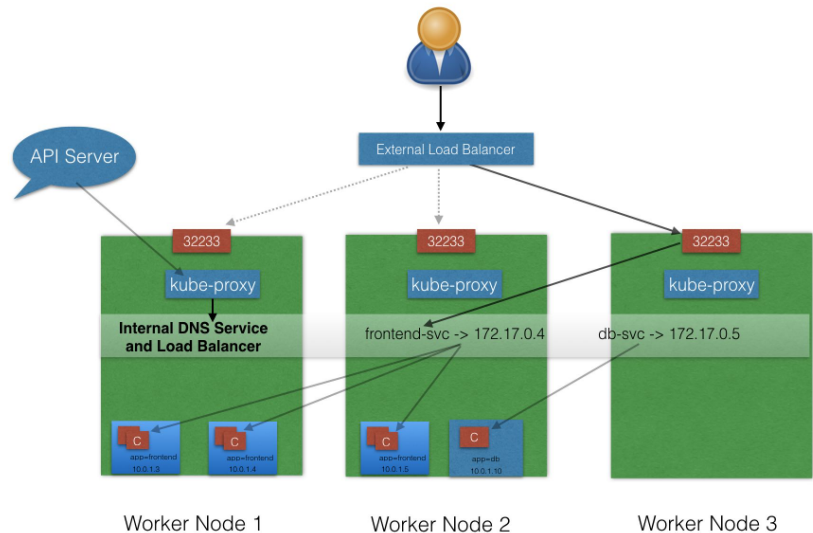 External Load Balancer
API Server
32233
32233
32233
kube-proxy
kube-proxy
kube-proxy
Internal DNS Service
and Load Balancer
frontend-svc -> 172.17.0.4
db-svc -> 172.17.0.5
C
app=frontend
10.0.1.3
C
app=frontend
10.0.1.4
C
app=frontend
10.0.1.5
C
app=db
10.0.1.10
Worker Node 1
Worker Node 2
Worker Node 3